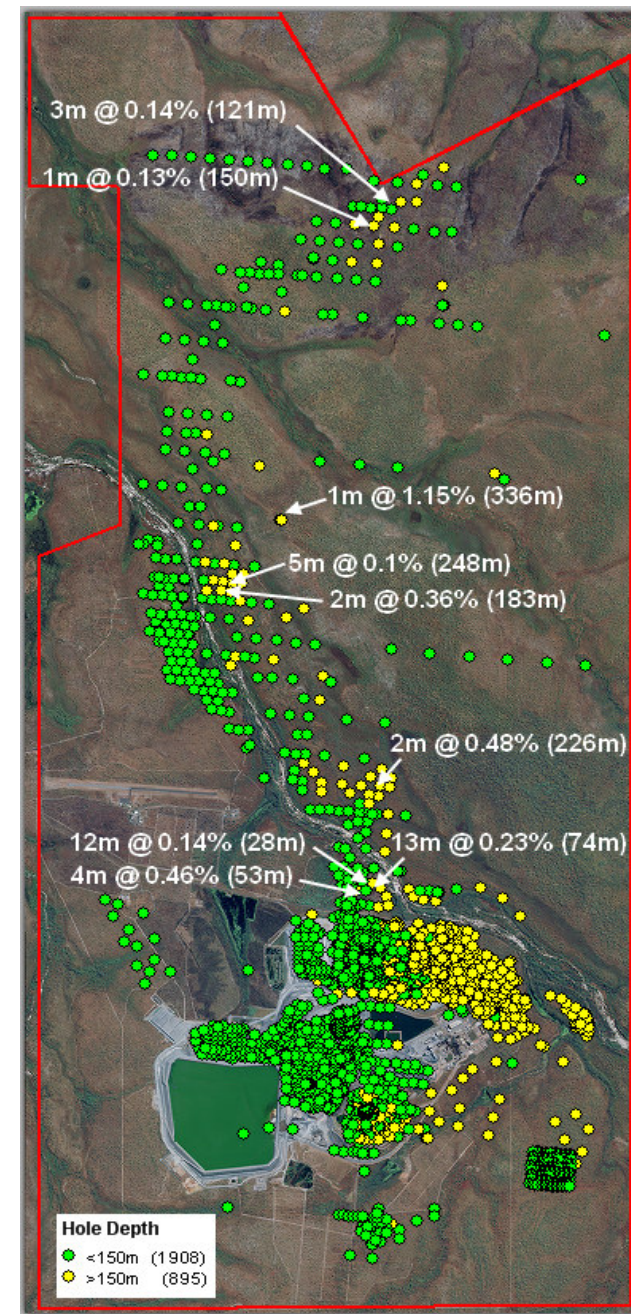 3m @ 0.14% (121m)
1m @ 0.13% (150m)
1m @ 1.15% (336m)
5m @ 0.1% (248m)
2m @ 0.36% (183m)
2m @ 0.48% (226m)
12m @ 0.14% (28m)
13m @ 0.23% (74m)
4m @ 0.46% (53m)
Hole Depth
<150m (1908)
>150m (895)